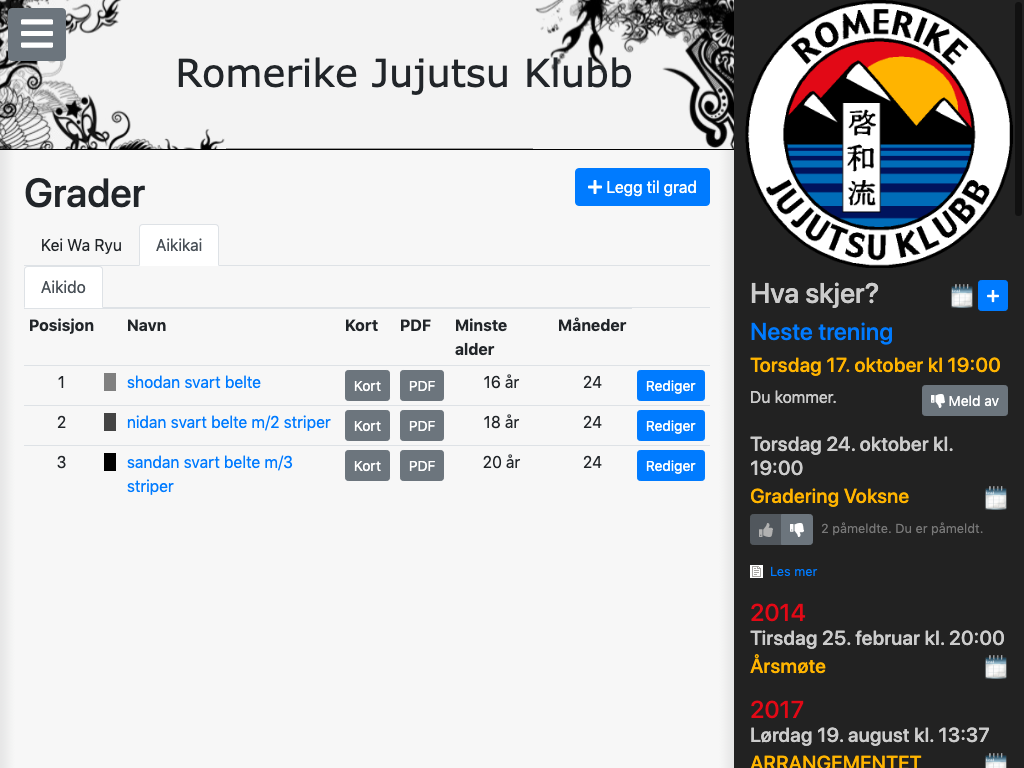 Romerike Jujutsu Klubb
Grader
Legg til grad
Kei Wa Ryu
Aikikai
Aikido
Posisjon Navn Kort PDF Minste alder Måneder
1 shodan svart belte Kort PDF 16 år 24 Rediger
2 nidan svart belte m/2 striper Kort PDF 18 år 24 Rediger
3 sandan svart belte m/3 striper Kort PDF 20 år 24 Rediger
ROMERIKE
啓和流
JUJUTSU KLUBB
Hva skjer?
Neste trening
Torsdag 17. oktober kl 19:00
Du kommer.
Meld av
Torsdag 24. oktober kl.
19:00
Gradering Voksne
2 påmeldte. Du er påmeldt.
Les mer
2014
Tirsdag 25. februar kl. 20:00
Årsmøte
2017
Lørdag 19. august kl. 13:37
ARRANGEMENTET